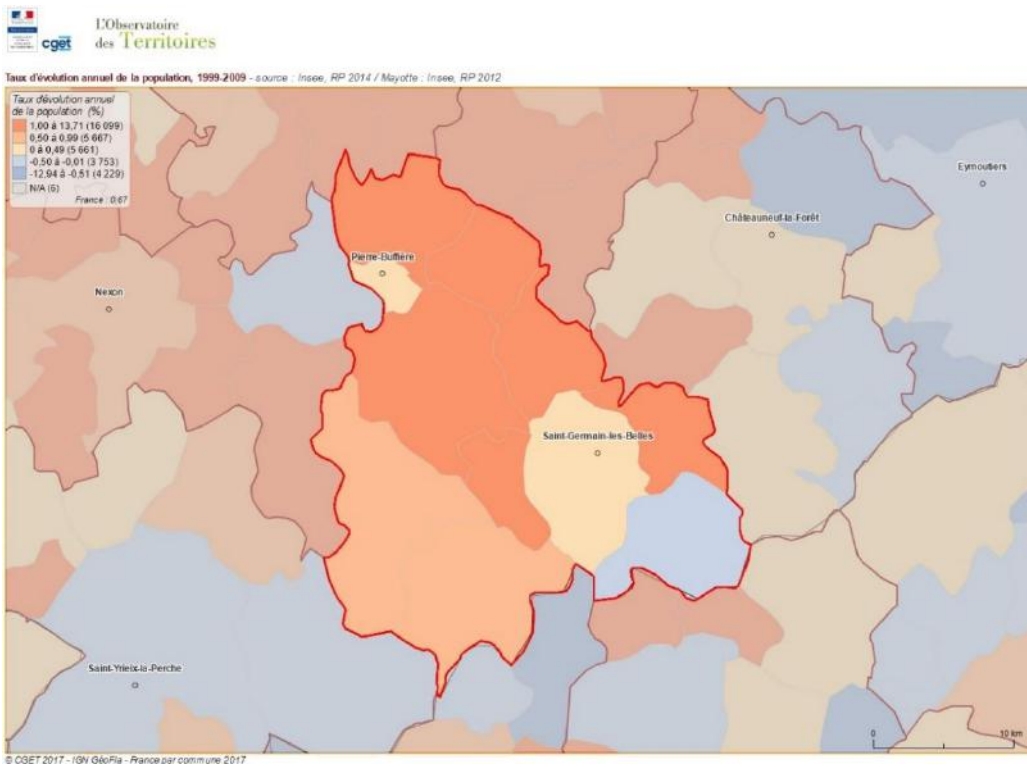 cget
L'Observatoire
des Territoires
Taux d'évolution annuel de la population, 1999-2009 - source : Insee, RP 2014 / Mayotte : Insee, RP 2012
Taux d'évolution annuel
de la population (%)
1,00 à 13,71 (16 099)
0,50 à 0,99 (5 667)
0 à 0,49 (5 661)
-0,50 à -0,01 (3 753)
-12,94 à -0,51 (4 229)
N/A (6)
France : 0,67
Eymoutiers
Châteauneuf-la-Forêt
Pierre-Buffière
Nexon
Saint-Germain-les-Belles
Saint-Yrieix-la-Perche
0 10 km
© CGET 2017 - IGN GéoFla - France par commune 2017